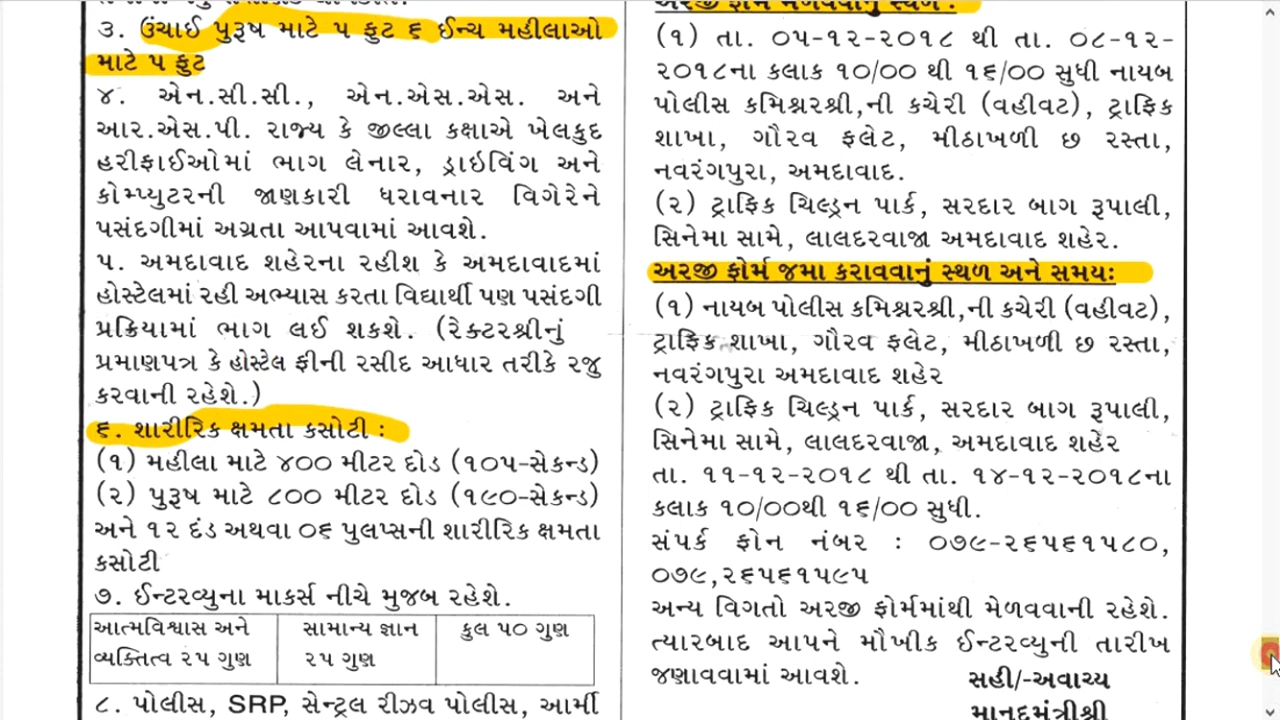 ૩. ઉંચાઈ પુરૂષ માટે ૫ ફુટ ૬ ઈન્ચ મહીલાઓ
માટે ૫ ફુટ
૪. એન.સી.સી., એન.એસ.એસ. અને
આર.એસ.પી. રાજ્ય કે જીલ્લા કક્ષાએ ખેલકુદ
હરીફાઈઓમાં ભાગ લેનાર, ડ્રાઇવિંગ અને
કોમ્પ્યુટરની જાણકારી ધરાવનાર વિગેરેને
પસંદગીમાં અગ્રતા આપવામાં આવશે.
૫. અમદાવાદ શહેરના રહીશ કે અમદાવાદમાં
હોસ્ટેલમાં રહી અભ્યાસ કરતા વિદ્યાર્થી પણ પસંદગી
પ્રક્રિયામાં ભાગ લઈ શકશે. (રેક્ટરશ્રીનું
પ્રમાણપત્ર કે હોસ્ટેલ ફીની રસીદ આધાર તરીકે રજુ
કરવાની રહેશે.)
૬. શારીરિક ક્ષમતા કસોટી :
(૧) મહીલા માટે ૪૦૦ મીટર દોડ (૧૦૫-સેકન્ડ)
(૨) પુરૂષ માટે ૮૦૦ મીટર દોડ (૧૯૦-સેકન્ડ)
અને ૧૨ દંડ અથવા ૦૬ પુલપ્સની શારીરિક ક્ષમતા
કસોટી
૭. ઈન્ટરવ્યુના માર્ક્સ નીચે મુજબ રહેશે.
આત્મવિશ્વાસ અને
વ્યક્તિત્વ ૨૫ ગુણ
સામાન્ય જ્ઞાન
૨૫ ગુણ
કુલ ૫૦ ગુણ
૮. પોલીસ, SRP, સેન્ટ્રલ રીઝવ પોલીસ, આર્મી
અરજી ફોર્મ મેળવવાનું સ્થળ :
(૧) તા. ૦૫-૧૨-૨૦૧૮ થી તા. ૦૮-૧૨-
૨૦૧૮ના કલાક ૧૦/૦૦ થી ૧૬/૦૦ સુધી નાયબ
પોલીસ કમિશ્નરશ્રી,ની કચેરી (વહીવટ), ટ્રાફિક
શાખા, ગૌરવ ફલેટ, મીઠાખળી છ રસ્તા,
નવરંગપુરા, અમદાવાદ.
(૨) ટ્રાફિક ચિલ્ડ્રન પાર્ક, સરદાર બાગ રૂપાલી,
સિનેમા સામે, લાલદરવાજા અમદાવાદ શહેર.
અરજી ફોર્મ જમા કરાવવાનું સ્થળ અને સમય:
(૧) નાયબ પોલીસ કમિશ્નરશ્રી,ની કચેરી (વહીવટ),
ટ્રાફિક શાખા, ગૌરવ ફલેટ, મીઠાખળી છ રસ્તા,
નવરંગપુરા અમદાવાદ શહેર
(૨) ટ્રાફિક ચિલ્ડ્રન પાર્ક, સરદાર બાગ રૂપાલી,
સિનેમા સામે, લાલદરવાજા, અમદાવાદ શહેર
તા. ૧૧-૧૨-૨૦૧૮ થી તા. ૧૪-૧૨-૨૦૧૮ના
કલાક ૧૦/૦૦થી ૧૬/૦૦ સુધી.
સંપર્ક ફોન નંબર : ૦૭૯-૨૬૫૬૧૫૮૦,
૦૭૯,૨૬૫૬૧૫૯૫
અન્ય વિગતો અરજી ફોર્મમાંથી મેળવવાની રહેશે.
ત્યારબાદ આપને મૌખીક ઈન્ટરવ્યુની તારીખ
જણાવવામાં આવશે.
સહી/-અવાચ્ય
માનદમંત્રીશ્રી